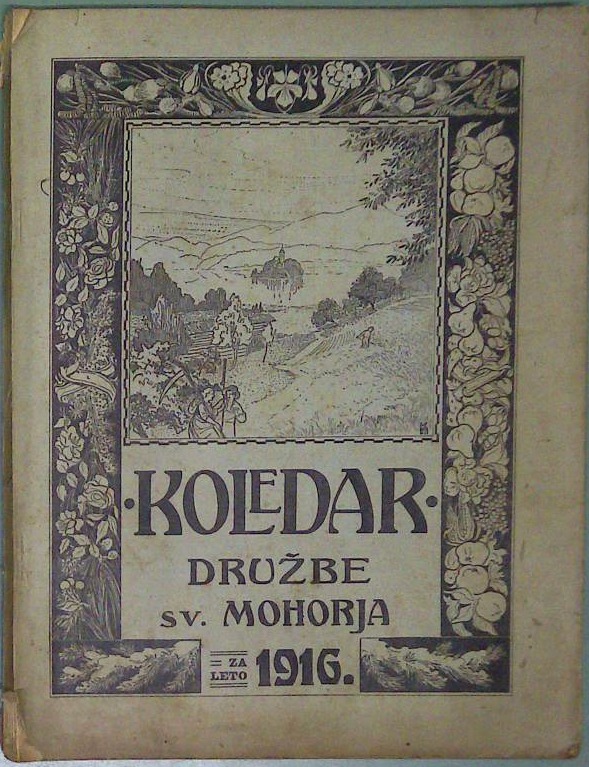 ·KOLEDAR·
DRUŽBE
SV. MOHORJA
= ZA
LETO 1916.